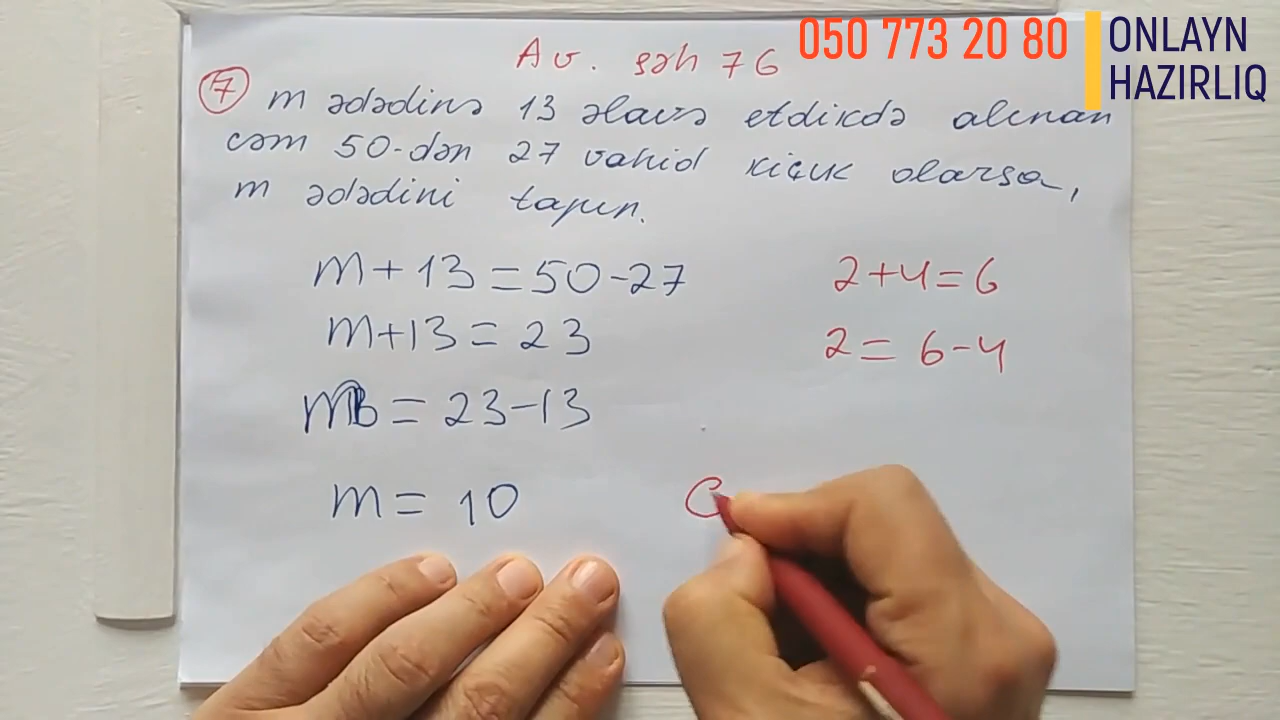 050 773 20 80
ONLAYN
HAZIRLIQ
Av. səh 76
7 m ədədinə 13 əlavə etdikdə alınan
cəm 50-dən 27 vahid kiçik olarsa,
m ədədini tapın.
m+13=50-27
m+13=23
m = 23-13
m= 10
2+4=6
2= 6-4
C